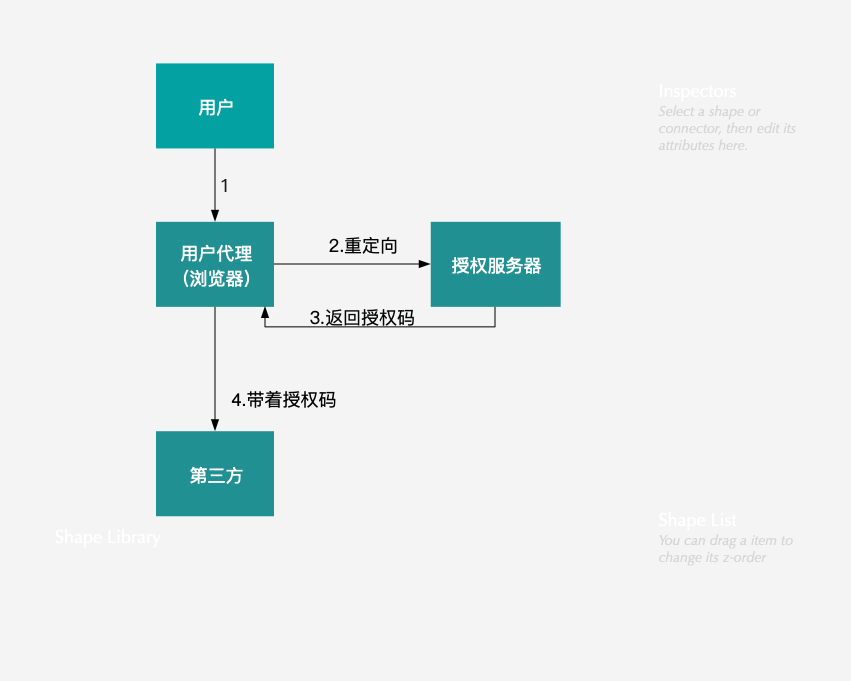 用户
Inspectors
Select a shape or
connector, then edit its
attributes here.
1
用户代理
（浏览器）
2.重定向
授权服务器
3.返回授权码
4.带着授权码
第三方
Shape Library
Shape List
You can drag a item to
change its z-order